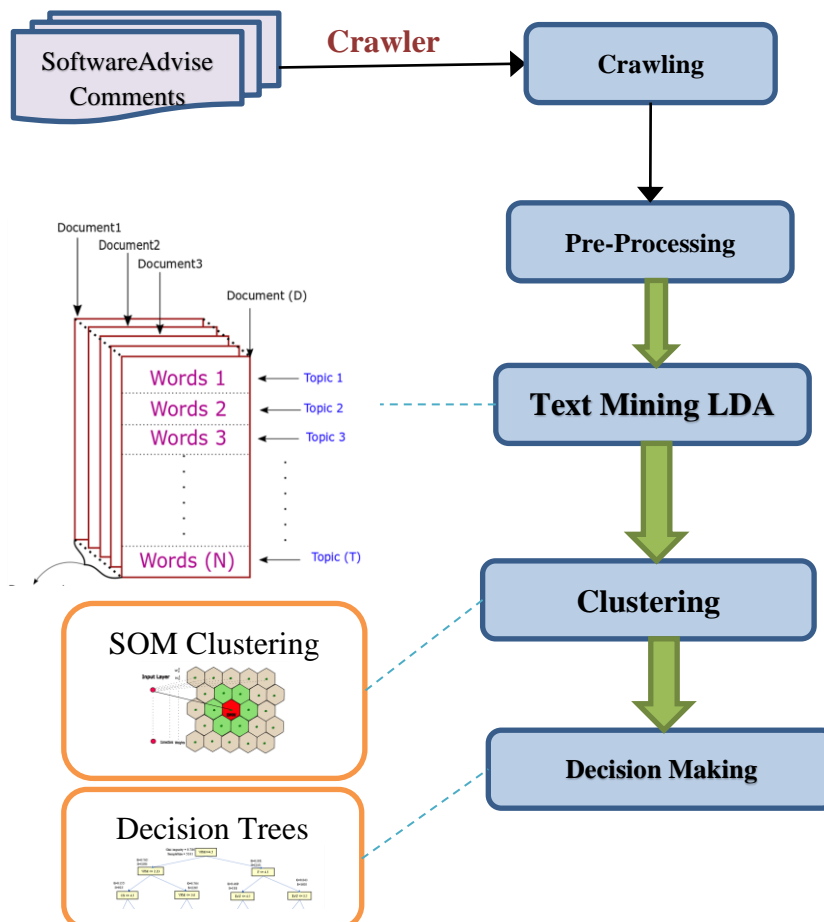 SoftwareAdvise
Comments
Crawler
Crawling
Pre-Processing
Document1
Document2
Document3
Document (D)
Words 1
Topic 1
Words 2
Topic 2
Words 3
Topic 3
Words (N)
Topic (T)
Text Mining LDA
Clustering
SOM Clustering
Input Layer
Decision Making
Decision Trees